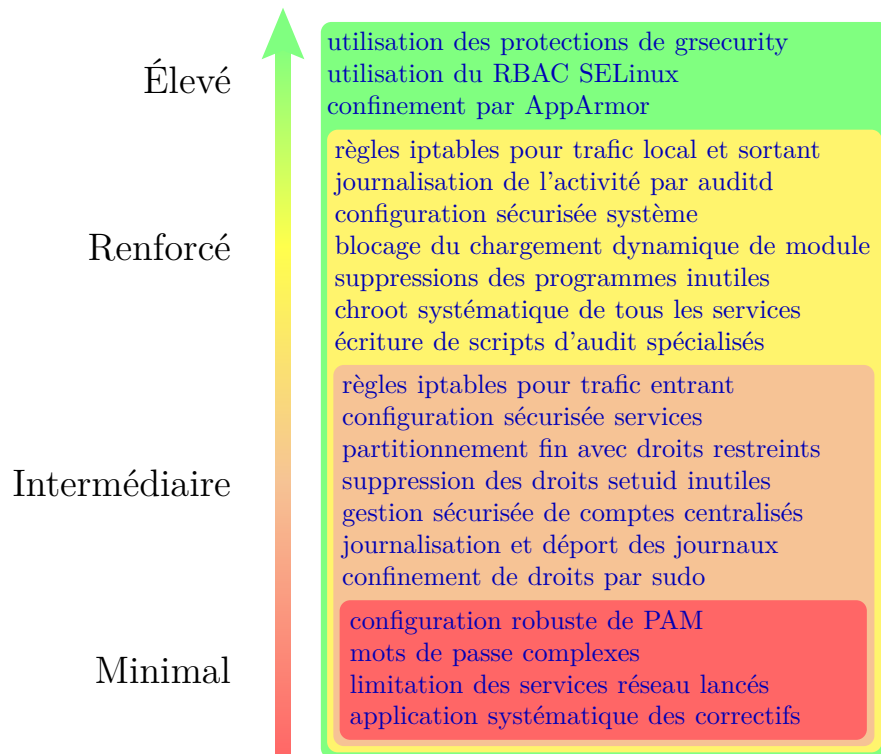 Élevé
utilisation des protections de grsecurity
utilisation du RBAC SELinux
confinement par AppArmor
Renforcé
règles iptables pour trafic local et sortant
journalisation de l'activité par auditd
configuration sécurisée système
blocage du chargement dynamique de module
suppressions des programmes inutiles
chroot systématique de tous les services
écriture de scripts d'audit spécialisés
Intermédiaire
règles iptables pour trafic entrant
configuration sécurisée services
partitionnement fin avec droits restreints
suppression des droits setuid inutiles
gestion sécurisée de comptes centralisés
journalisation et déport des journaux
confinement de droits par sudo
Minimal
configuration robuste de PAM
mots de passe complexes
limitation des services réseau lancés
application systématique des correctifs